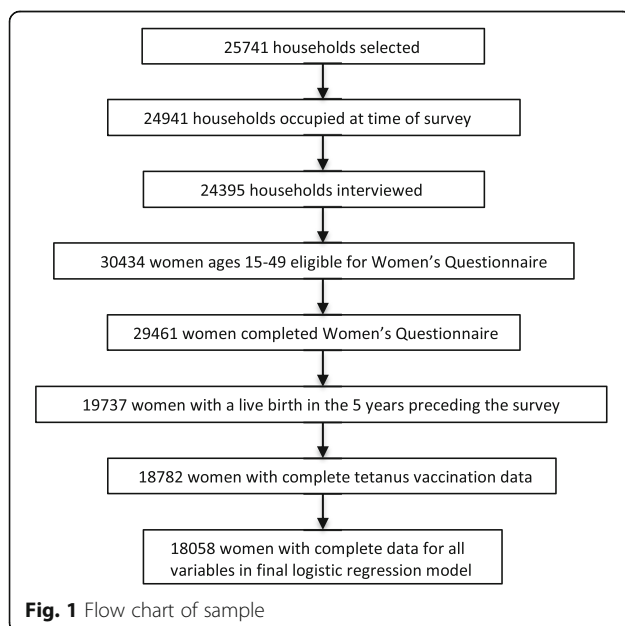 25741 households selected
24941 households occupied at time of survey
24395 households interviewed
30434 women ages 15-49 eligible for Women’s Questionnaire
29461 women completed Women’s Questionnaire
19737 women with a live birth in the 5 years preceding the survey
18782 women with complete tetanus vaccination data
18058 women with complete data for all
variables in final logistic regression model
Fig. 1 Flow chart of sample